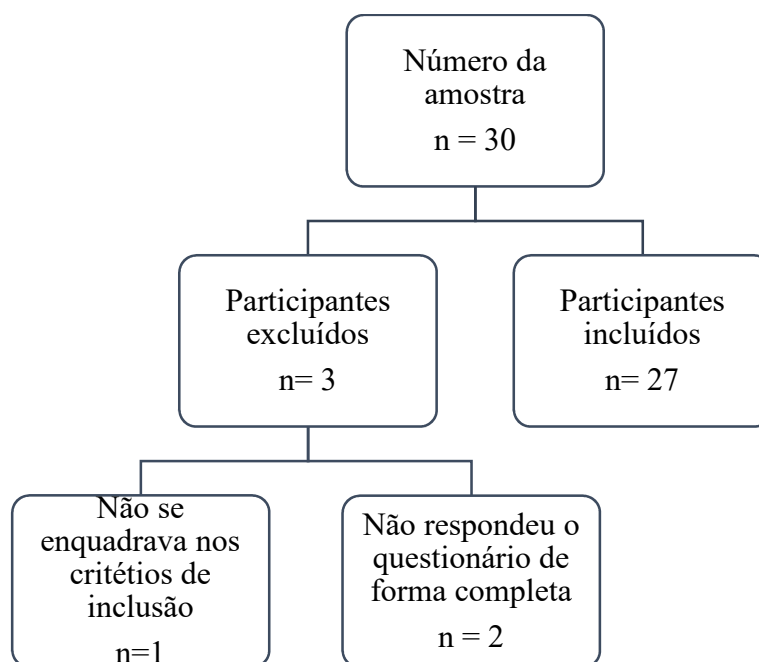 Número da
amostra
n = 30
Participantes
excluídos
n= 3
Participantes
incluídos
n= 27
Não se
enquadrava nos
critétios de
inclusão
n=1
Não respondeu o
questionário de
forma completa
n = 2